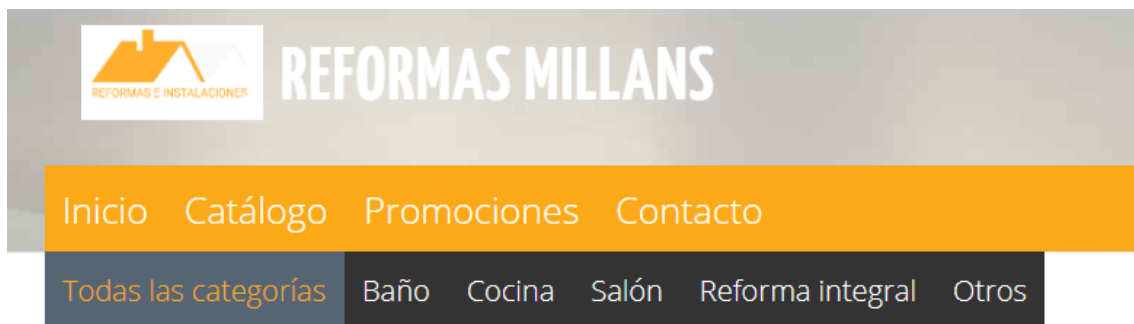 REFORMAS E INSTALACIONES
REFORMAS MILLANS
Inicio Catálogo Promociones Contacto
Todas las categorías Baño Cocina Salón Reforma integral Otros